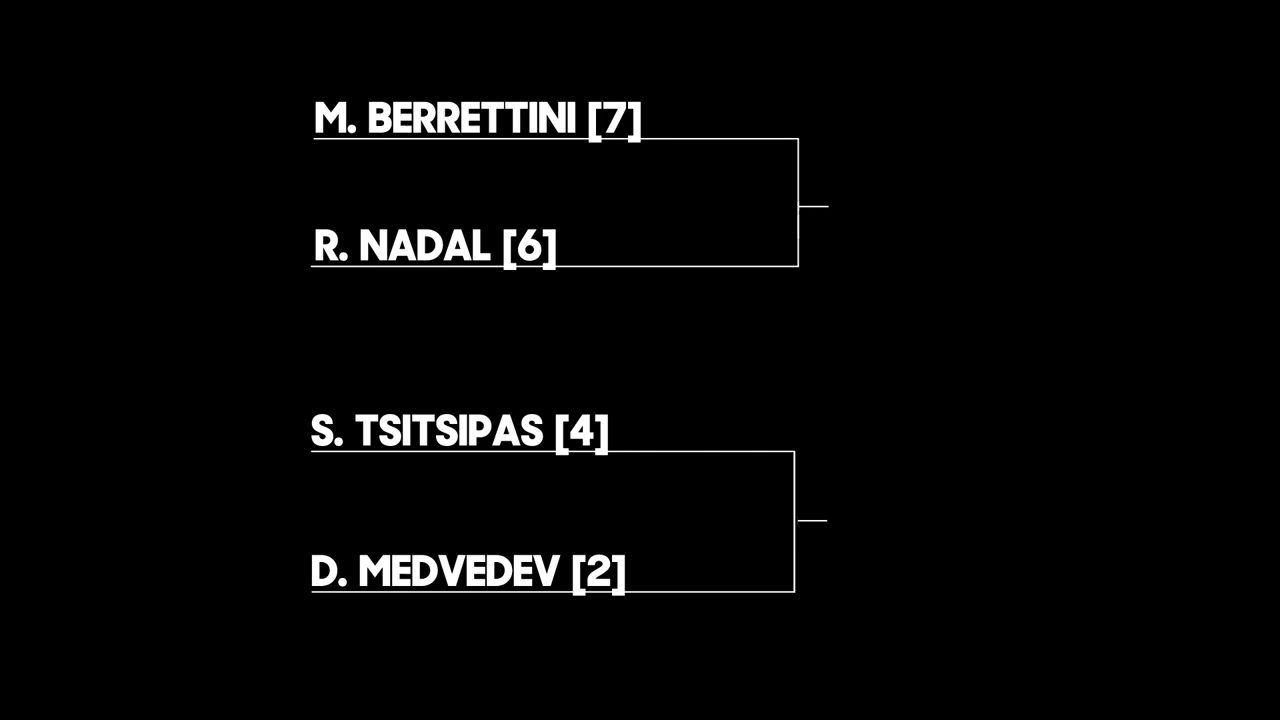 M. BERRETTINI [7]
R. NADAL [6]
S. TSITSIPAS [4]
D. MEDVEDEV [2]